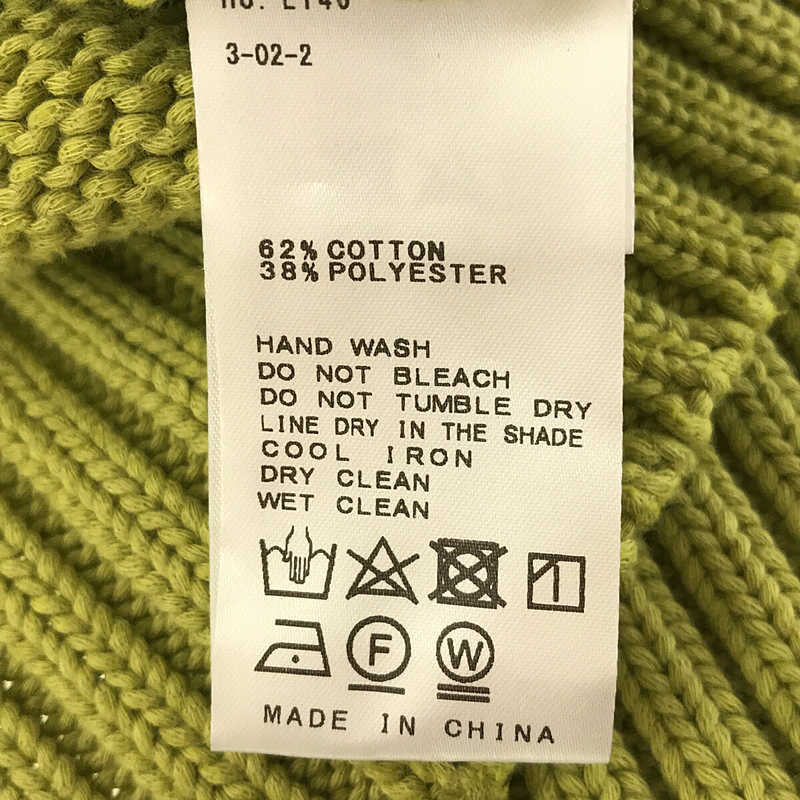 3-02-2
62% COTTON
38% POLYESTER
HAND WASH
DO NOT BLEACH
DO NOT TUMBLE DRY
LINE DRY IN THE SHADE
COOL IRON
DRY CLEAN
WET CLEAN
F
W
MADE IN CHINA